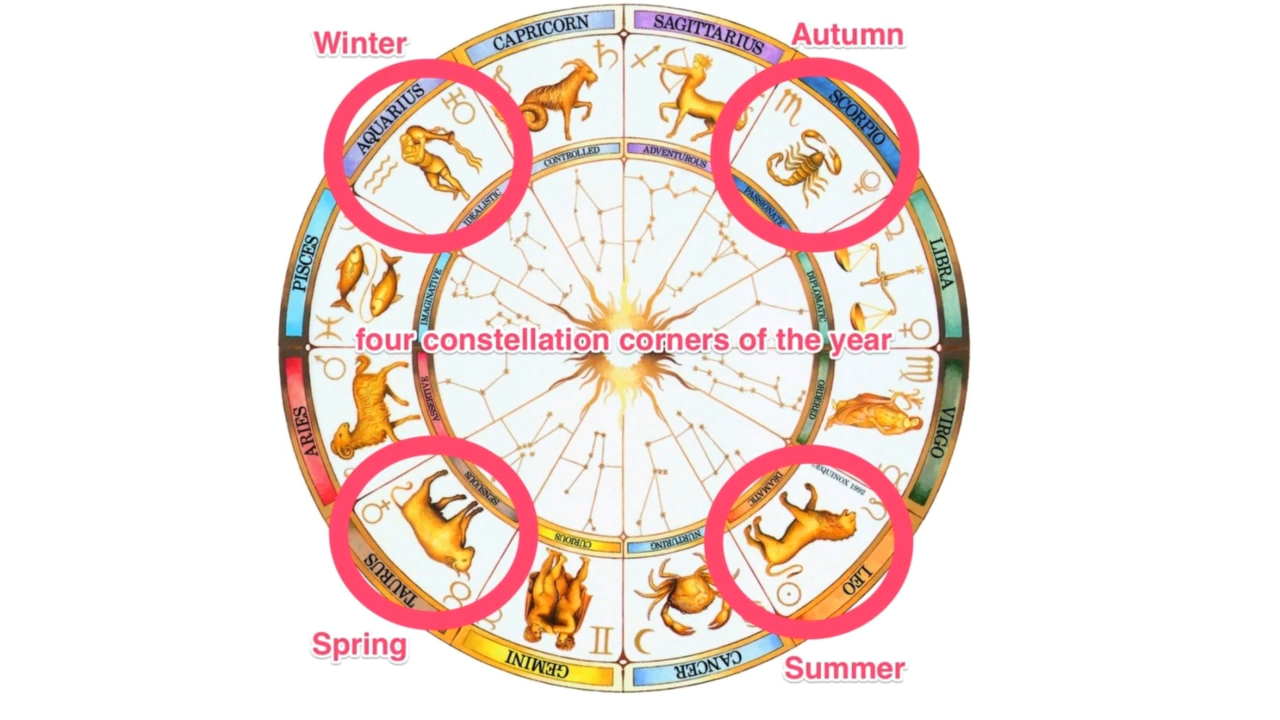 Winter
Autumn
CAPRICORN
SAGITTARIUS
AQUARIUS
SCORPIO
CONTROLLED
ADVENTUROUS
IDEALISTIC
PASSIONATE
PISCES
IMAGINATIVE
DIPLOMATIC
LIBRA
four constellation corners of the year
ARIES
ASSERTIVE
ORDERED
VIRGO
SENSUOUS
DRAMATIC
EQUINOX 1992
TAURUS
CURIOUS
NURTURING
LEO
GEMINI
CANCER
Spring
Summer